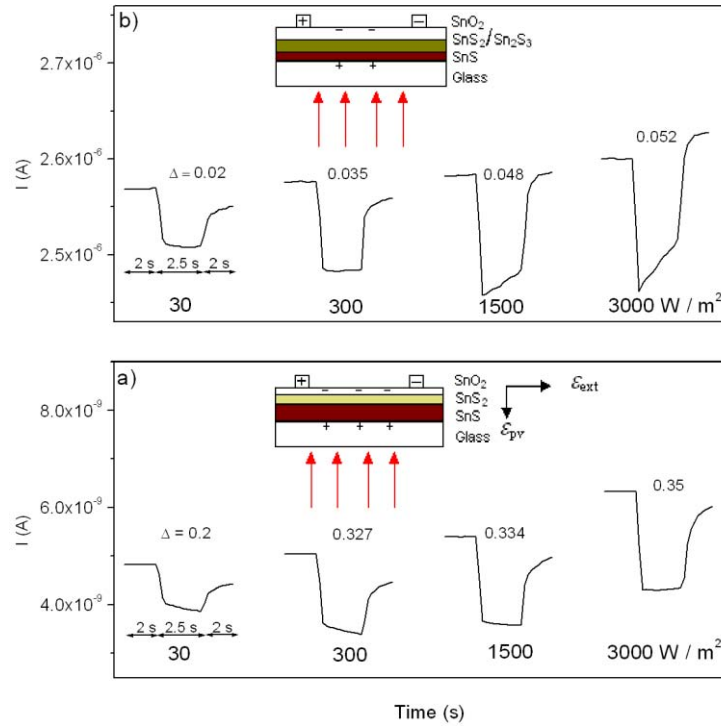 b)
+ − SnO₂
− −
SnS₂/Sn₂S₃
SnS
+ +
Glass
2.7x10⁻⁶
2.6x10⁻⁶
2.5x10⁻⁶
I (A)
Δ = 0.02 0.035 0.048 0.052
2 s 2.5 s 2 s
30 300 1500 3000 W / m²
a)
+ − SnO₂
− − −
SnS₂
SnS
+ + +
Glass
ℰext
ℰpv
8.0x10⁻⁹
6.0x10⁻⁹
4.0x10⁻⁹
I (A)
Δ = 0.2 0.327 0.334 0.35
2 s 2.5 s 2 s
30 300 1500 3000 W / m²
Time (s)